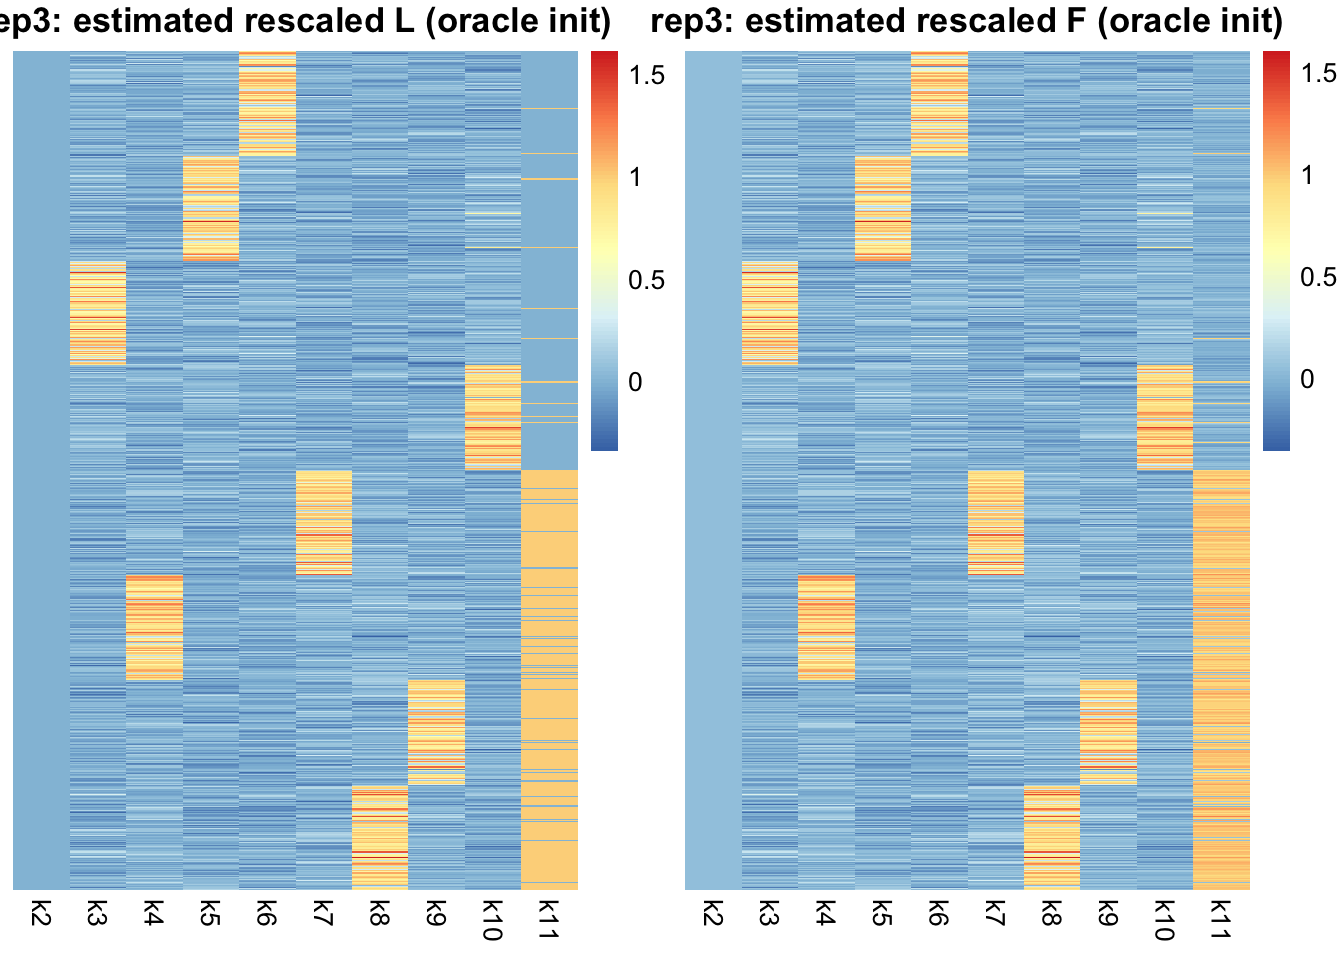 ep3: estimated rescaled L (oracle init)
1.5
1
0.5
0
k2 k3 k4 k5 k6 k7 k8 k9 k10 k11
rep3: estimated rescaled F (oracle init)
1.5
1
0.5
0
k2 k3 k4 k5 k6 k7 k8 k9 k10 k11